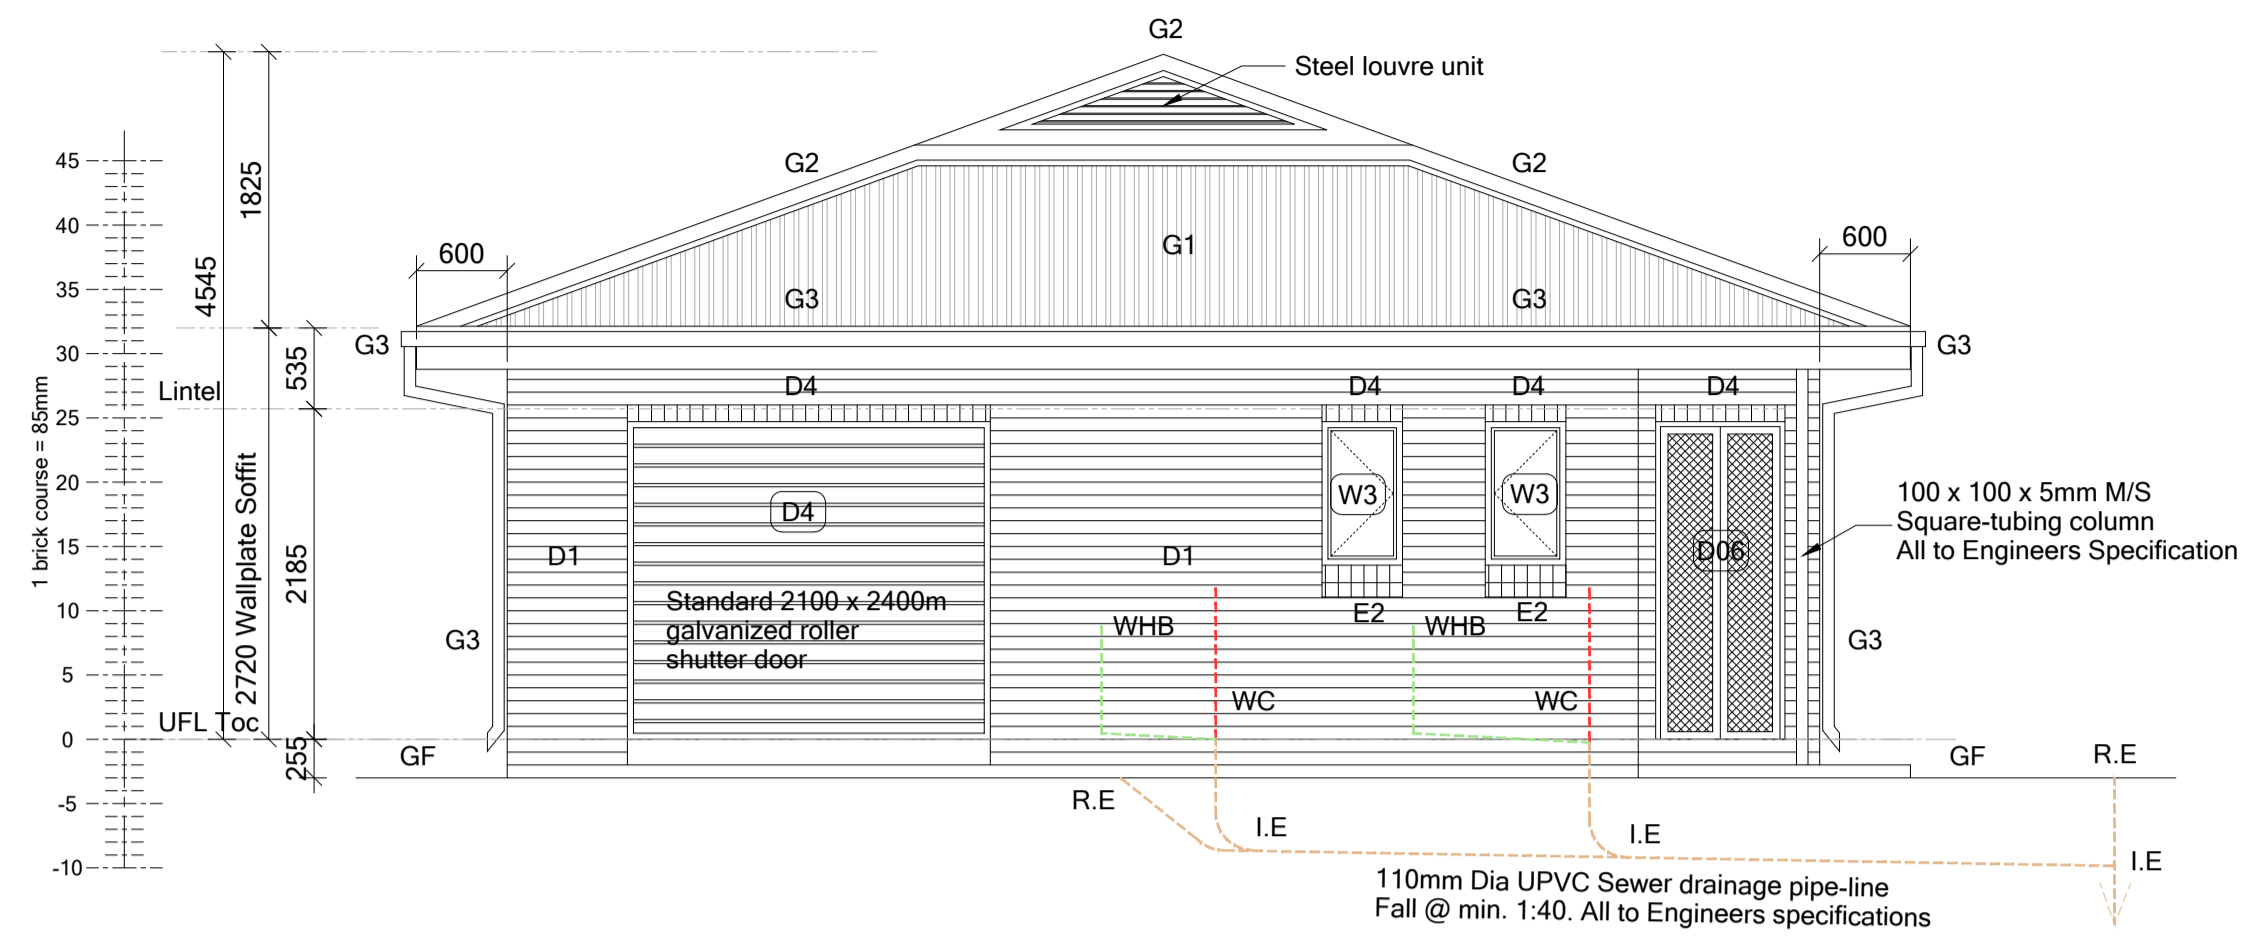 G2
Steel louvre unit
G2
G2
45
40
35
30
25
20
15
10
5
0
-5
-10
1 brick course = 85mm
4545
1825
2720 Wallplate Soffit
535
2185
255
600
600
G1
G3
G3
G3
G3
Lintel
D4
D4
D4
D4
D4
W3
W3
D06
D1
D1
100 x 100 x 5mm M/S
Square-tubing column
All to Engineers Specification
Standard 2100 x 2400m
galvanized roller
shutter door
E2
E2
WHB
WHB
G3
G3
WC
WC
UFL Toc
GF
GF
R.E
R.E
I.E
I.E
I.E
110mm Dia UPVC Sewer drainage pipe-line
Fall @ min. 1:40. All to Engineers specifications